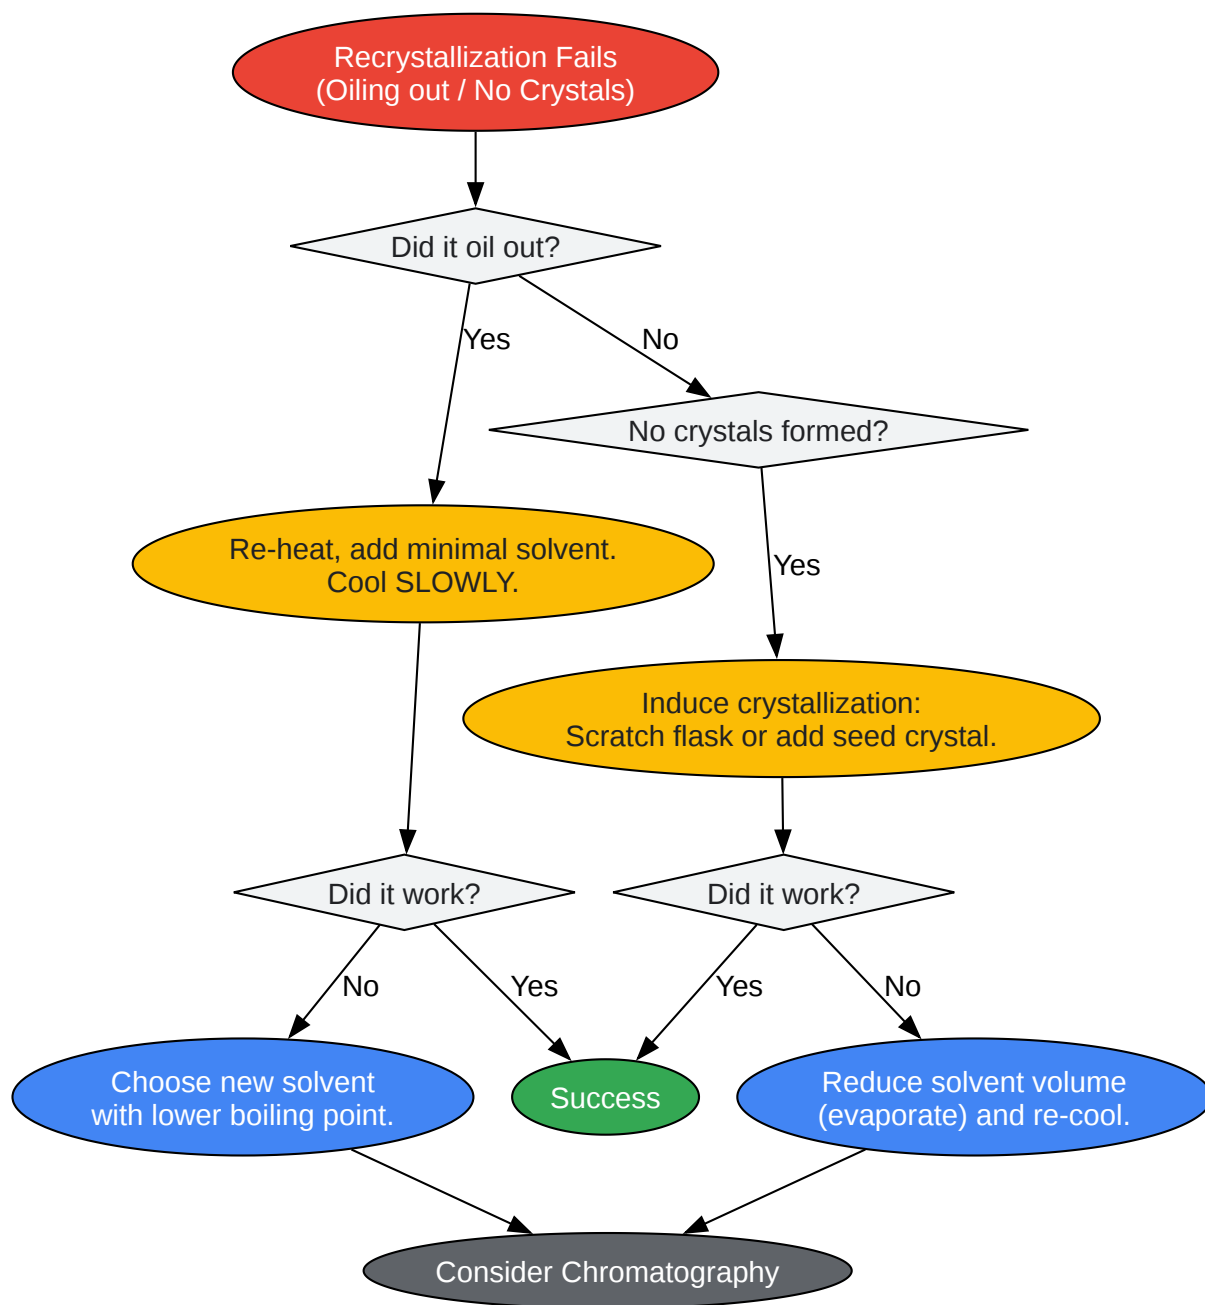 Recrystallization Fails
(Oiling out / No Crystals)
Did it oil out?
Yes
No
No crystals formed?
Re-heat, add minimal solvent.
Cool SLOWLY.
Yes
Induce crystallization:
Scratch flask or add seed crystal.
Did it work?
Did it work?
No
Yes
Yes
No
Choose new solvent
with lower boiling point.
Success
Reduce solvent volume
(evaporate) and re-cool.
Consider Chromatography